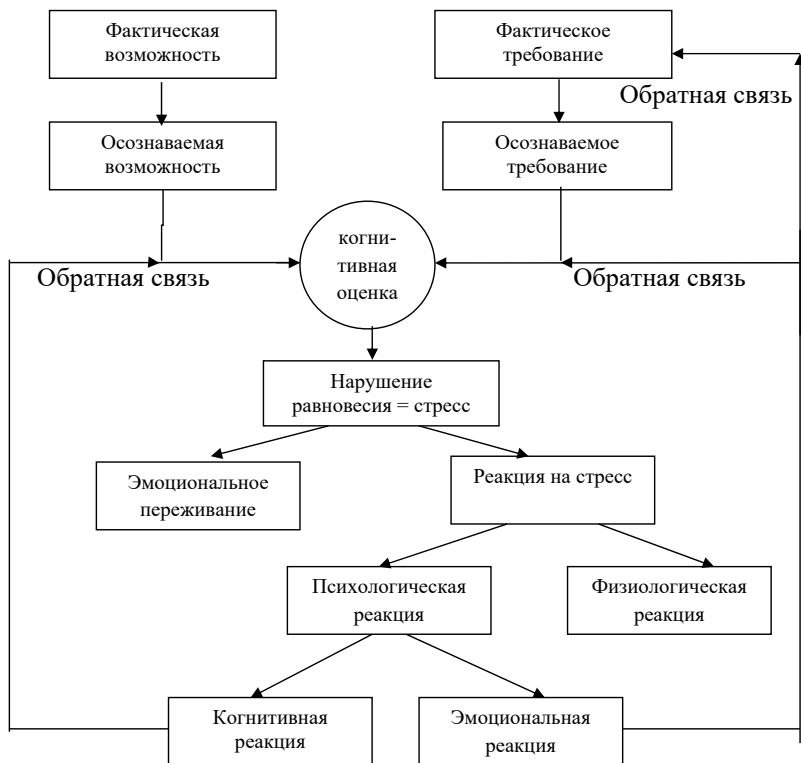 Фактическая
возможность
Фактическое
требование
Обратная связь
Осознаваемая
возможность
Осознаваемое
требование
когни-
тивная
оценка
Обратная связь
Обратная связь
Нарушение
равновесия = стресс
Эмоциональное
переживание
Реакция на стресс
Психологическая
реакция
Физиологическая
реакция
Когнитивная
реакция
Эмоциональная
реакция